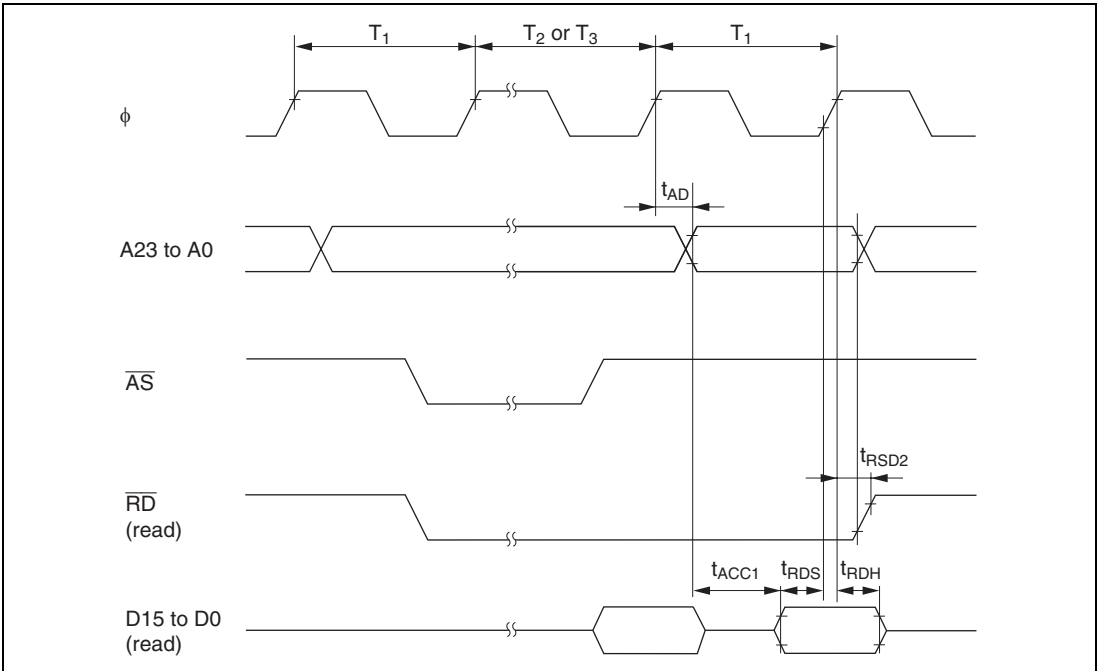 T1 T2 or T3 T1
φ
tAD
A23 to A0
AS
tRSD2
RD
(read)
tACC1 tRDS tRDH
D15 to D0
(read)